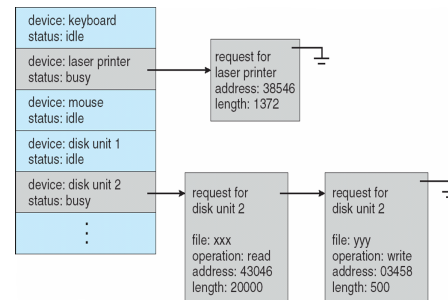 device: keyboard
status: idle
device: laser printer
status: busy
device: mouse
status: idle
device: disk unit 1
status: idle
device: disk unit 2
status: busy
request for
laser printer
address: 38546
length: 1372
request for
disk unit 2
file: xxx
operation: read
address: 43046
length: 20000
request for
disk unit 2
file: yyy
operation: write
address: 03458
length: 500